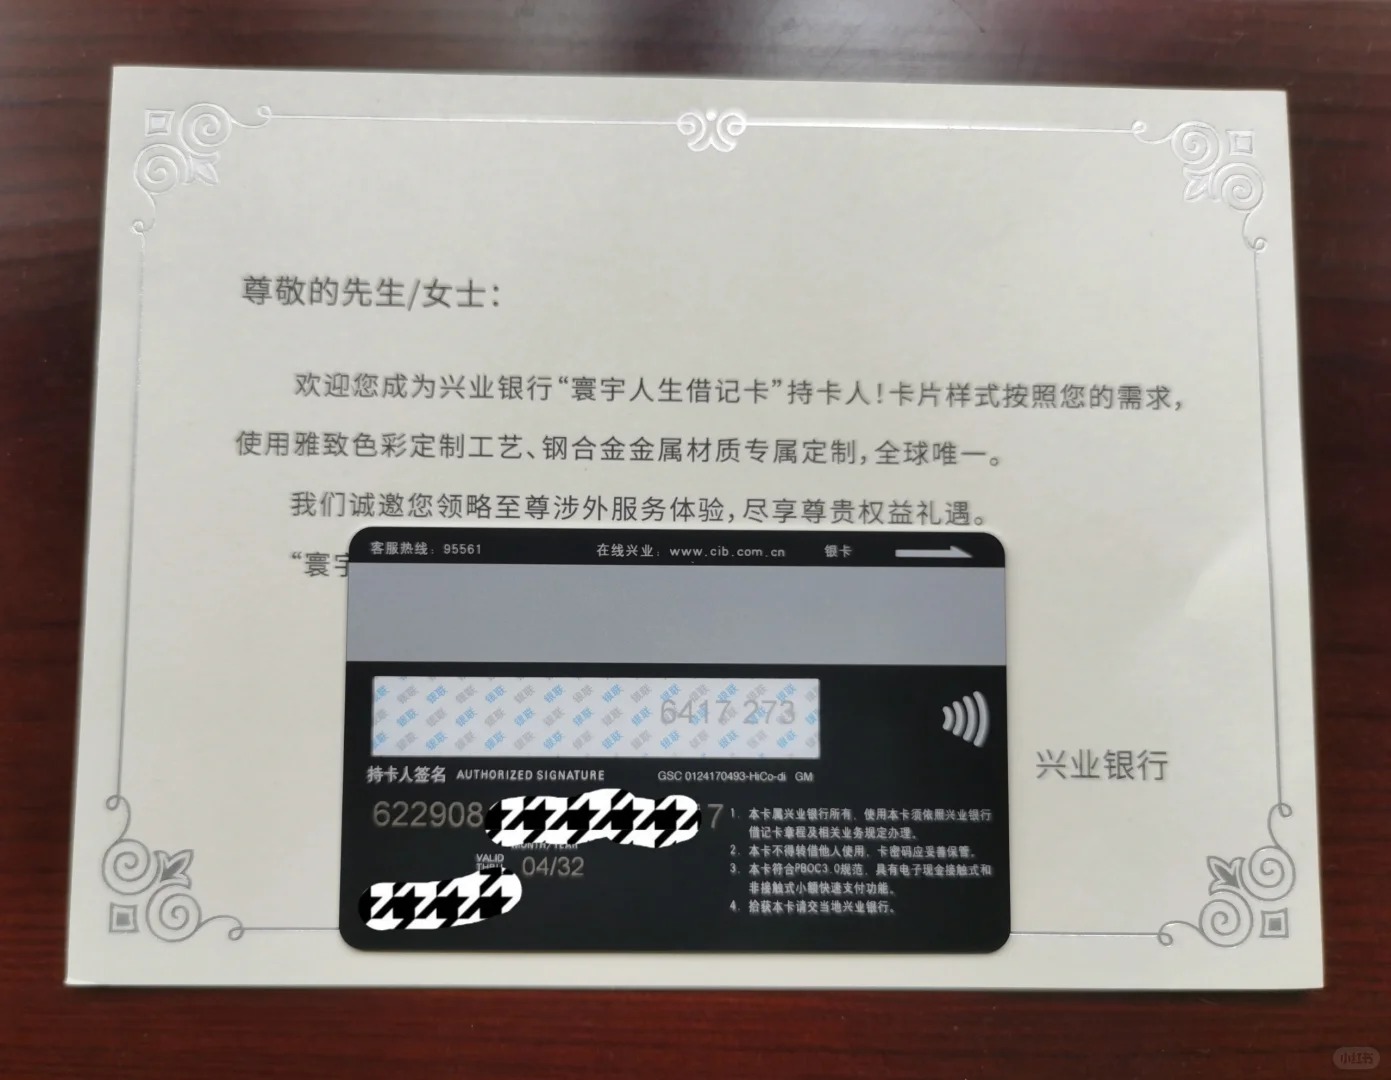 尊敬的先生/女士：
欢迎您成为兴业银行“寰宇人生借记卡”持卡人！卡片样式按照您的需求，
使用雅致色彩定制工艺、钢合金金属材质专属定制，全球唯一。
我们诚邀您领略至尊涉外服务体验，尽享尊贵权益礼遇。
“寰宇
客服热线：95561 在线兴业：www.cib.com.cn 银卡
6417 273
持卡人签名 AUTHORIZED SIGNATURE GSC 0124170493-HiCo-di GM
622908 7
MONTH/YEAR
VALID THRU 04/32
1. 本卡属兴业银行所有，使用本卡须依照兴业银行
借记卡章程及相关业务规定办理。
2. 本卡不得转借他人使用，卡密码应妥善保管。
3. 本卡符合PBOC3.0规范，具有电子现金接触式和
非接触式小额快速支付功能。
4. 拾获本卡请交当地兴业银行。
兴业银行
小红书